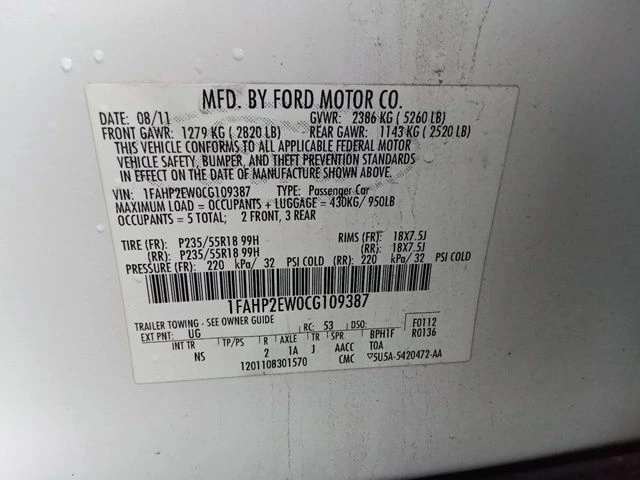 MFD. BY FORD MOTOR CO.
DATE: 08/11 GVWR: 2386 KG ( 5260 LB)
FRONT GAWR: 1279 KG ( 2820 LB) REAR GAWR: 1143 KG ( 2520 LB)
THIS VEHICLE CONFORMS TO ALL APPLICABLE FEDERAL MOTOR
VEHICLE SAFETY, BUMPER, AND THEFT PREVENTION STANDARDS
IN EFFECT ON THE DATE OF MANUFACTURE SHOWN ABOVE.
VIN: 1FAHP2EW0CG109387 TYPE: Passenger Car
MAXIMUM LOAD = OCCUPANTS + LUGGAGE = 430KG/ 950LB
OCCUPANTS = 5 TOTAL; 2 FRONT, 3 REAR
TIRE (FR): P235/55R18 99H RIMS (FR): 18X7.5J
(RR): P235/55R18 99H (RR): 18X7.5J
PRESSURE (FR): 220 kPa/ 32 PSI COLD (RR): 220 kPa/ 32 PSI COLD
1FAHP2EW0CG109387
TRAILER TOWING - SEE OWNER GUIDE
EXT PNT: UG RC: 53 DSO: F0112
R0136
INT TR TP/PS R AXLE TR SPR BPH1F
NS 2 1A J AACC TOA
1201108301570 CMC ▽5U5A-5420472-AA